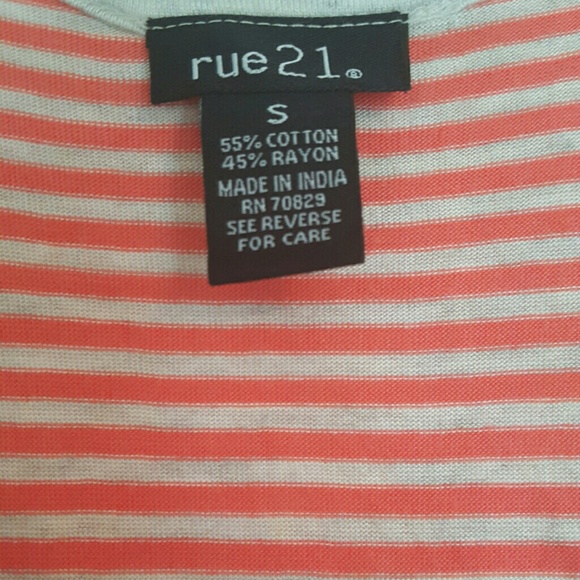 rue21®
S
55% COTTON
45% RAYON
MADE IN INDIA
RN 70829
SEE REVERSE
FOR CARE